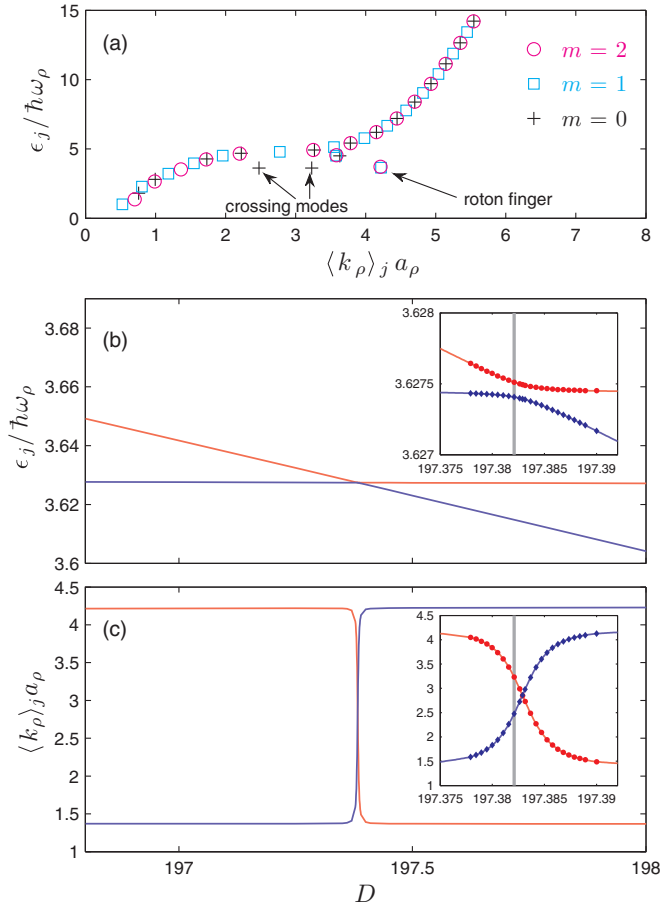 15
(a)
m = 2
10
m = 1
ϵj/ħωρ
m = 0
5
crossing modes
roton finger
0
0 1 2 3 4 5 6 7 8
⟨kρ⟩j aρ
(b)
3.68
3.66
3.64
3.62
3.6
ϵj/ħωρ
3.628
3.6275
3.627
197.375 197.38 197.385 197.39
(c)
4.5
4
3.5
3
2.5
2
1.5
1
⟨kρ⟩j aρ
4.5
4
3.5
3
2.5
2
1.5
1
197.375 197.38 197.385 197.39
197 197.5 198
D